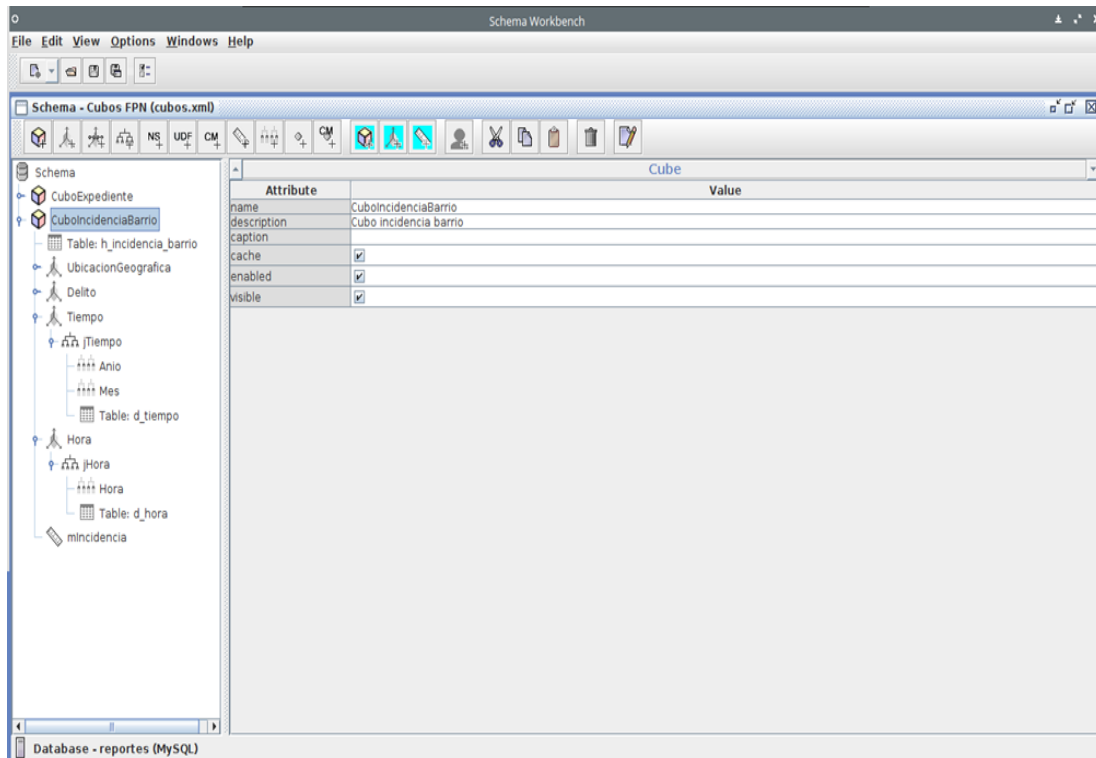 Schema Workbench
File Edit View Options Windows Help
Schema - Cubos FPN (cubos.xml)
NS UDF CM CM
Schema
CuboExpediente
CuboIncidenciaBarrio
Table: h_incidencia_barrio
UbicacionGeografica
Delito
Tiempo
jTiempo
Anio
Mes
Table: d_tiempo
Hora
jHora
Hora
Table: d_hora
mIncidencia
Cube
Attribute Value
name CuboIncidenciaBarrio
description Cubo incidencia barrio
caption
cache
enabled
visible
Database - reportes (MySQL)